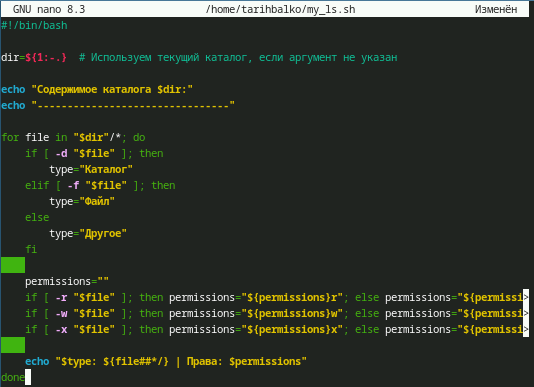 GNU nano 8.3 /home/tarihbalko/my_ls.sh Изменён
#!/bin/bash
dir=${1:-.}  # Используем текущий каталог, если аргумент не указан
echo "Содержимое каталога $dir:"
echo "--------------------------------"
for file in "$dir"/*; do
    if [ -d "$file" ]; then
        type="Каталог"
    elif [ -f "$file" ]; then
        type="Файл"
    else
        type="Другое"
    fi
    permissions=""
    if [ -r "$file" ]; then permissions="${permissions}r"; else permissions="${permissi>
    if [ -w "$file" ]; then permissions="${permissions}w"; else permissions="${permissi>
    if [ -x "$file" ]; then permissions="${permissions}x"; else permissions="${permissi>
    echo "$type: ${file##*/} | Права: $permissions"
done